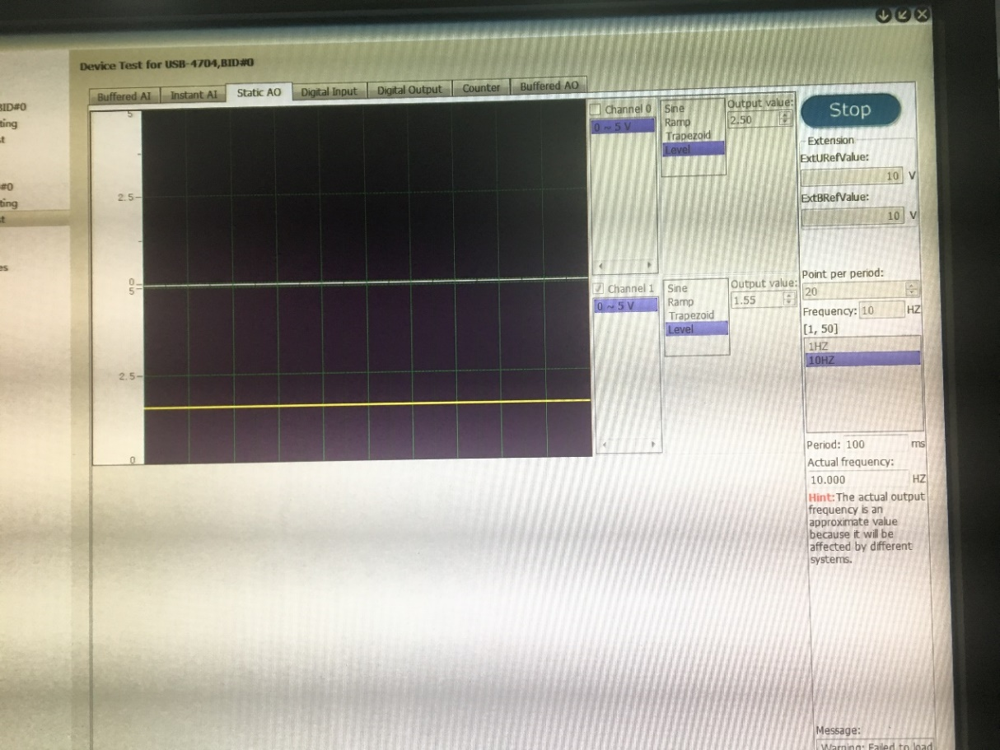 Device Test for USB-4704,BID#0
Buffered AI
Instant AI
Static AO
Digital Input
Digital Output
Counter
Buffered AO
BID#0
ting
t
#0
ting
t
es
5
2.5
0
5
2.5
0
Channel 0
0 ~ 5 V
Sine
Ramp
Trapezoid
Level
Output value:
2.50
Channel 1
0 ~ 5 V
Sine
Ramp
Trapezoid
Level
Output value:
1.55
Stop
Extension
ExtURefValue:
10 V
ExtBRefValue:
10 V
Point per period:
20
Frequency: 10 HZ
[1, 50]
1HZ
10HZ
Period: 100 ms
Actual frequency:
10.000 HZ
Hint:The actual output
frequency is an
approximate value
because it will be
affected by different
systems.
Message:
Warning: Failed to load